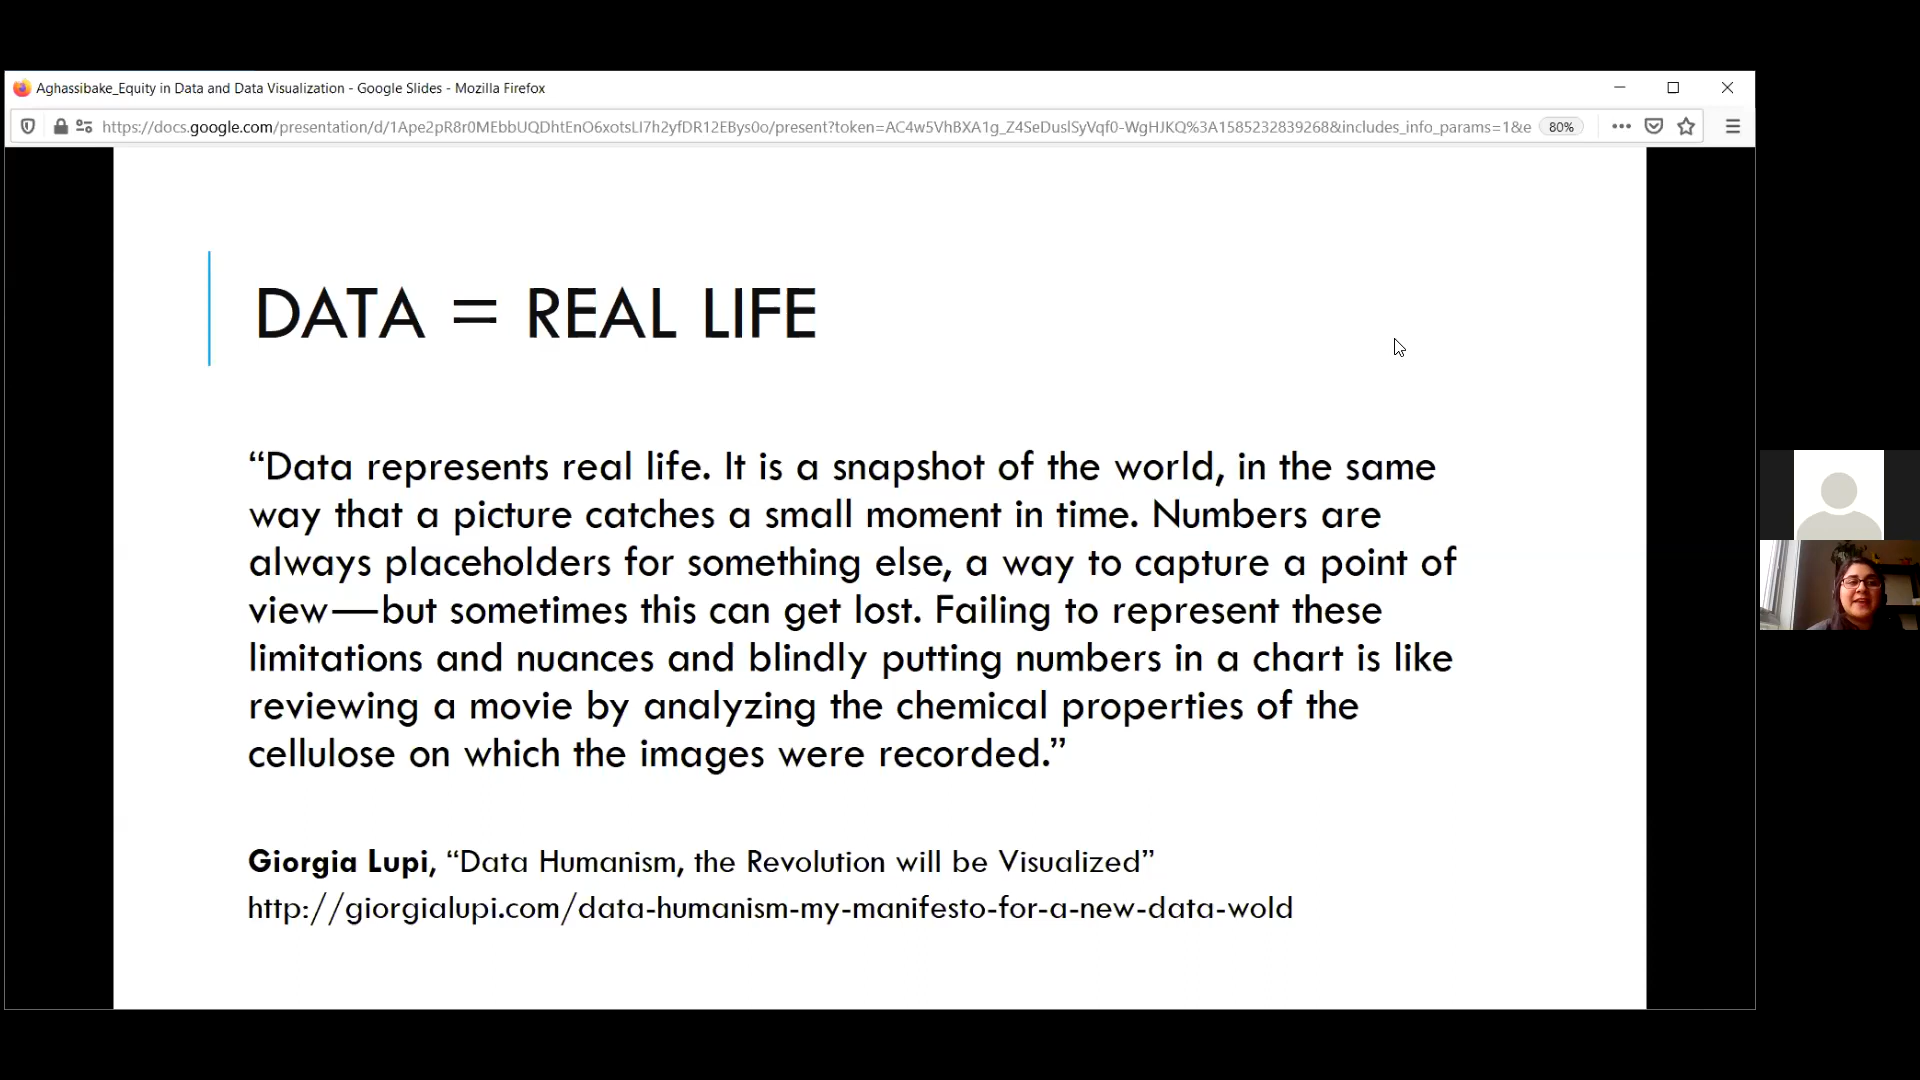 Aghassibake_Equity in Data and Data Visualization - Google Slides - Mozilla Firefox
https://docs.google.com/presentation/d/1Ape2pR8r0MEbbUQDhtEnO6xotsLI7h2yfDR12EBys0o/present?token=AC4w5VhBXA1g_Z4SeDuslSyVqf0-WgHJKQ%3A1585232839268&includes_info_params=1&e 80%
DATA = REAL LIFE
“Data represents real life. It is a snapshot of the world, in the same
way that a picture catches a small moment in time. Numbers are
always placeholders for something else, a way to capture a point of
view—but sometimes this can get lost. Failing to represent these
limitations and nuances and blindly putting numbers in a chart is like
reviewing a movie by analyzing the chemical properties of the
cellulose on which the images were recorded.”
Giorgia Lupi, “Data Humanism, the Revolution will be Visualized”
http://giorgialupi.com/data-humanism-my-manifesto-for-a-new-data-wold